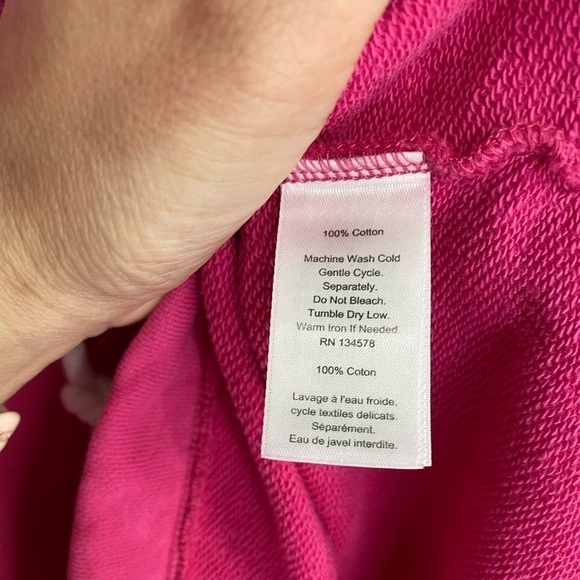 100% Cotton
Machine Wash Cold
Gentle Cycle.
Separately.
Do Not Bleach.
Tumble Dry Low.
Warm Iron If Needed.
RN 134578
100% Coton
Lavage à l'eau froide,
cycle textiles delicats.
Séparément.
Eau de javel interdite.